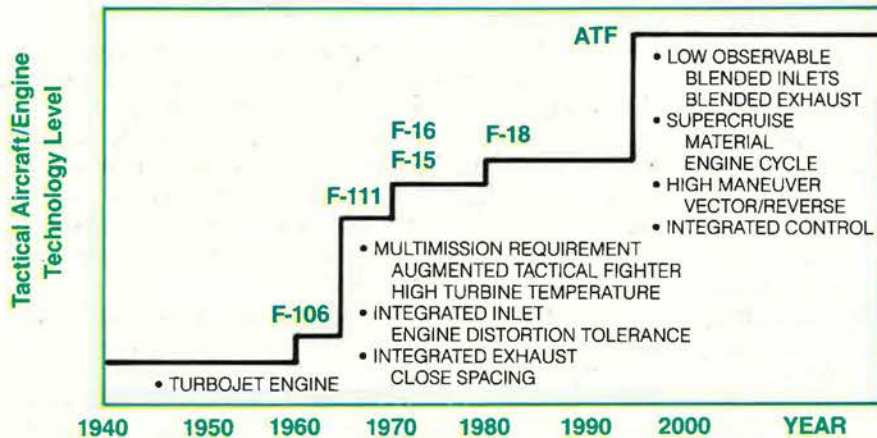 Tactical Aircraft/Engine
Technology Level
ATF
• LOW OBSERVABLE
BLENDED INLETS
BLENDED EXHAUST
• SUPERCRUISE
MATERIAL
ENGINE CYCLE
• HIGH MANEUVER
VECTOR/REVERSE
• INTEGRATED CONTROL
F-18
F-16
F-15
F-111
• MULTIMISSION REQUIREMENT
AUGMENTED TACTICAL FIGHTER
HIGH TURBINE TEMPERATURE
• INTEGRATED INLET
ENGINE DISTORTION TOLERANCE
• INTEGRATED EXHAUST
CLOSE SPACING
F-106
• TURBOJET ENGINE
1940 1950 1960 1970 1980 1990 2000 YEAR